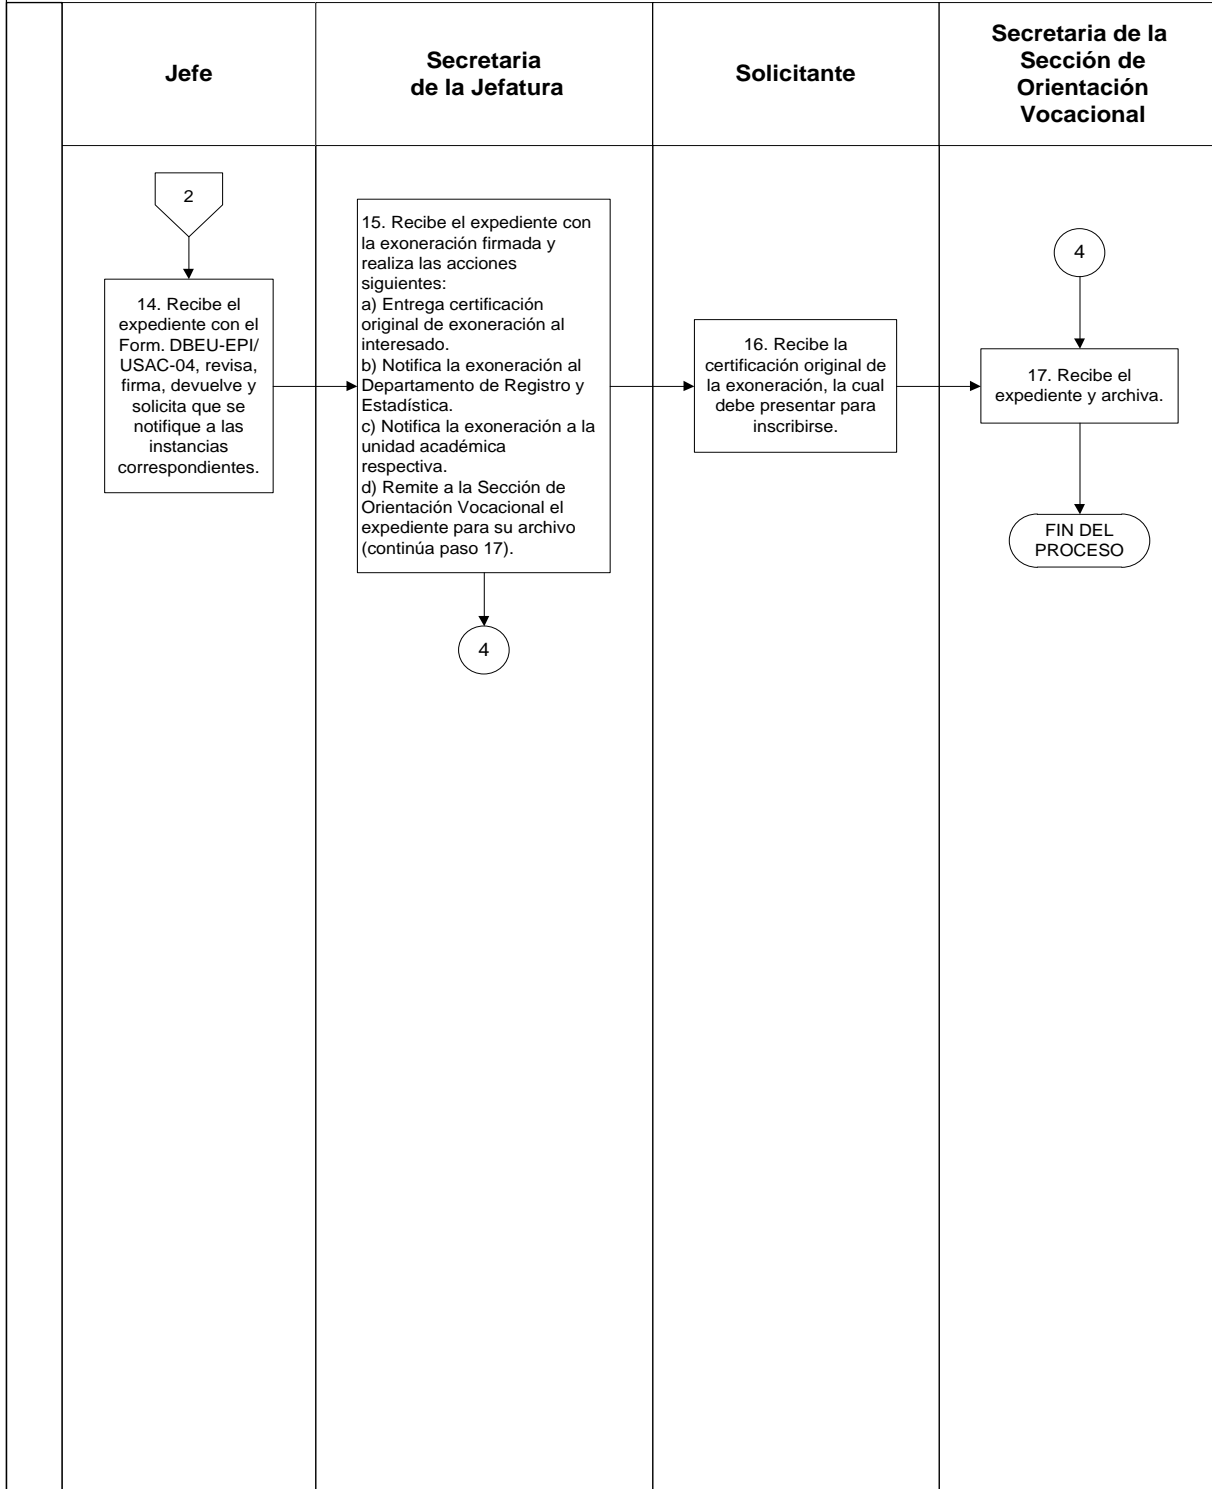 Jefe
Secretaria
de la Jefatura
Solicitante
Secretaria de la
Sección de
Orientación
Vocacional
2
14. Recibe el
expediente con el
Form. DBEU-EPI/
USAC-04, revisa,
firma, devuelve y
solicita que se
notifique a las
instancias
correspondientes.
15. Recibe el expediente con
la exoneración firmada y
realiza las acciones
siguientes:
a) Entrega certificación
original de exoneración al
interesado.
b) Notifica la exoneración al
Departamento de Registro y
Estadística.
c) Notifica la exoneración a la
unidad académica
respectiva.
d) Remite a la Sección de
Orientación Vocacional el
expediente para su archivo
(continúa paso 17).
4
16. Recibe la
certificación original de
la exoneración, la cual
debe presentar para
inscribirse.
4
17. Recibe el
expediente y archiva.
FIN DEL
PROCESO